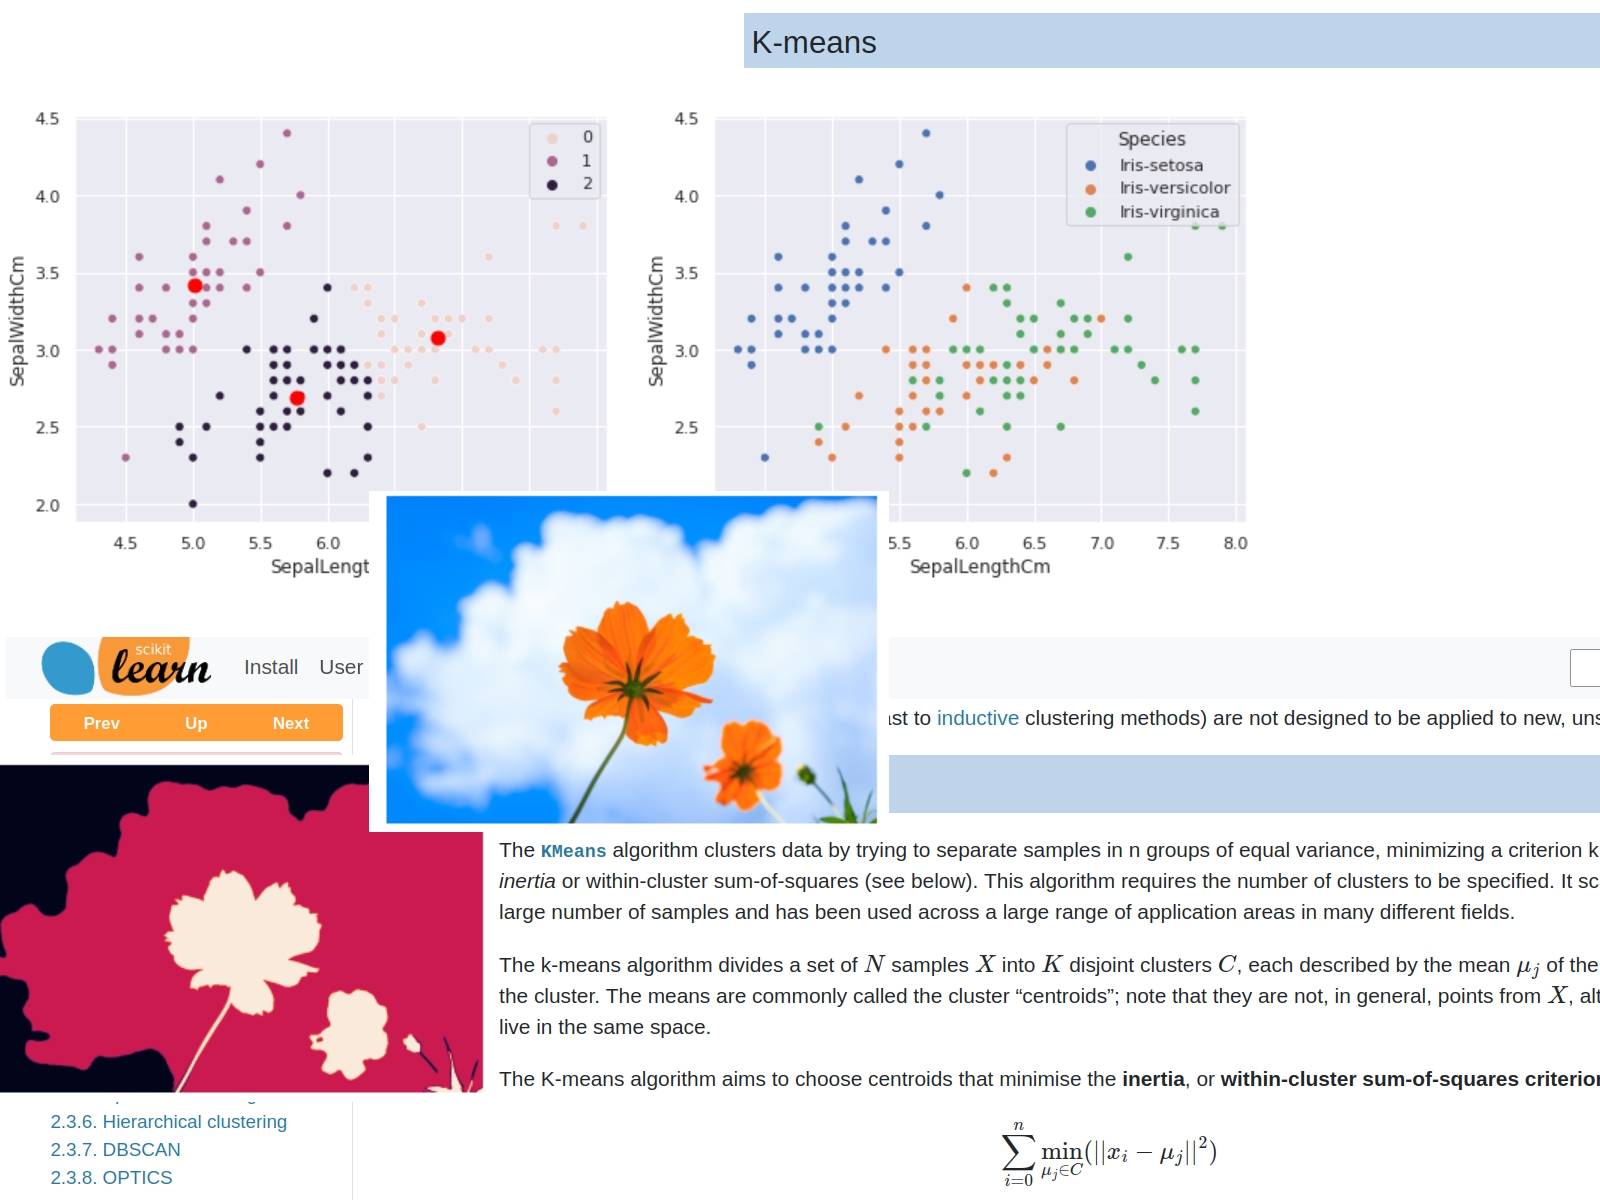 K-means
4.5
4.0
3.5
3.0
2.5
2.0
SepalWidthCm
0
1
2
4.5 5.0 5.5 6.0
SepalLengt
4.5
4.0
3.5
3.0
2.5
SepalWidthCm
Species
Iris-setosa
Iris-versicolor
Iris-virginica
5.5 6.0 6.5 7.0 7.5 8.0
SepalLengthCm
scikit
learn
Install User
Prev Up Next
ast to inductive clustering methods) are not designed to be applied to new, uns
The KMeans algorithm clusters data by trying to separate samples in n groups of equal variance, minimizing a criterion k
inertia or within-cluster sum-of-squares (see below). This algorithm requires the number of clusters to be specified. It sc
large number of samples and has been used across a large range of application areas in many different fields.
The k-means algorithm divides a set of N samples X into K disjoint clusters C, each described by the mean μj of the
the cluster. The means are commonly called the cluster “centroids”; note that they are not, in general, points from X, alt
live in the same space.
The K-means algorithm aims to choose centroids that minimise the inertia, or within-cluster sum-of-squares criterion
2.3.6. Hierarchical clustering
2.3.7. DBSCAN
2.3.8. OPTICS
n
∑ min(||xi − μj||²)
i=0 μj∈C